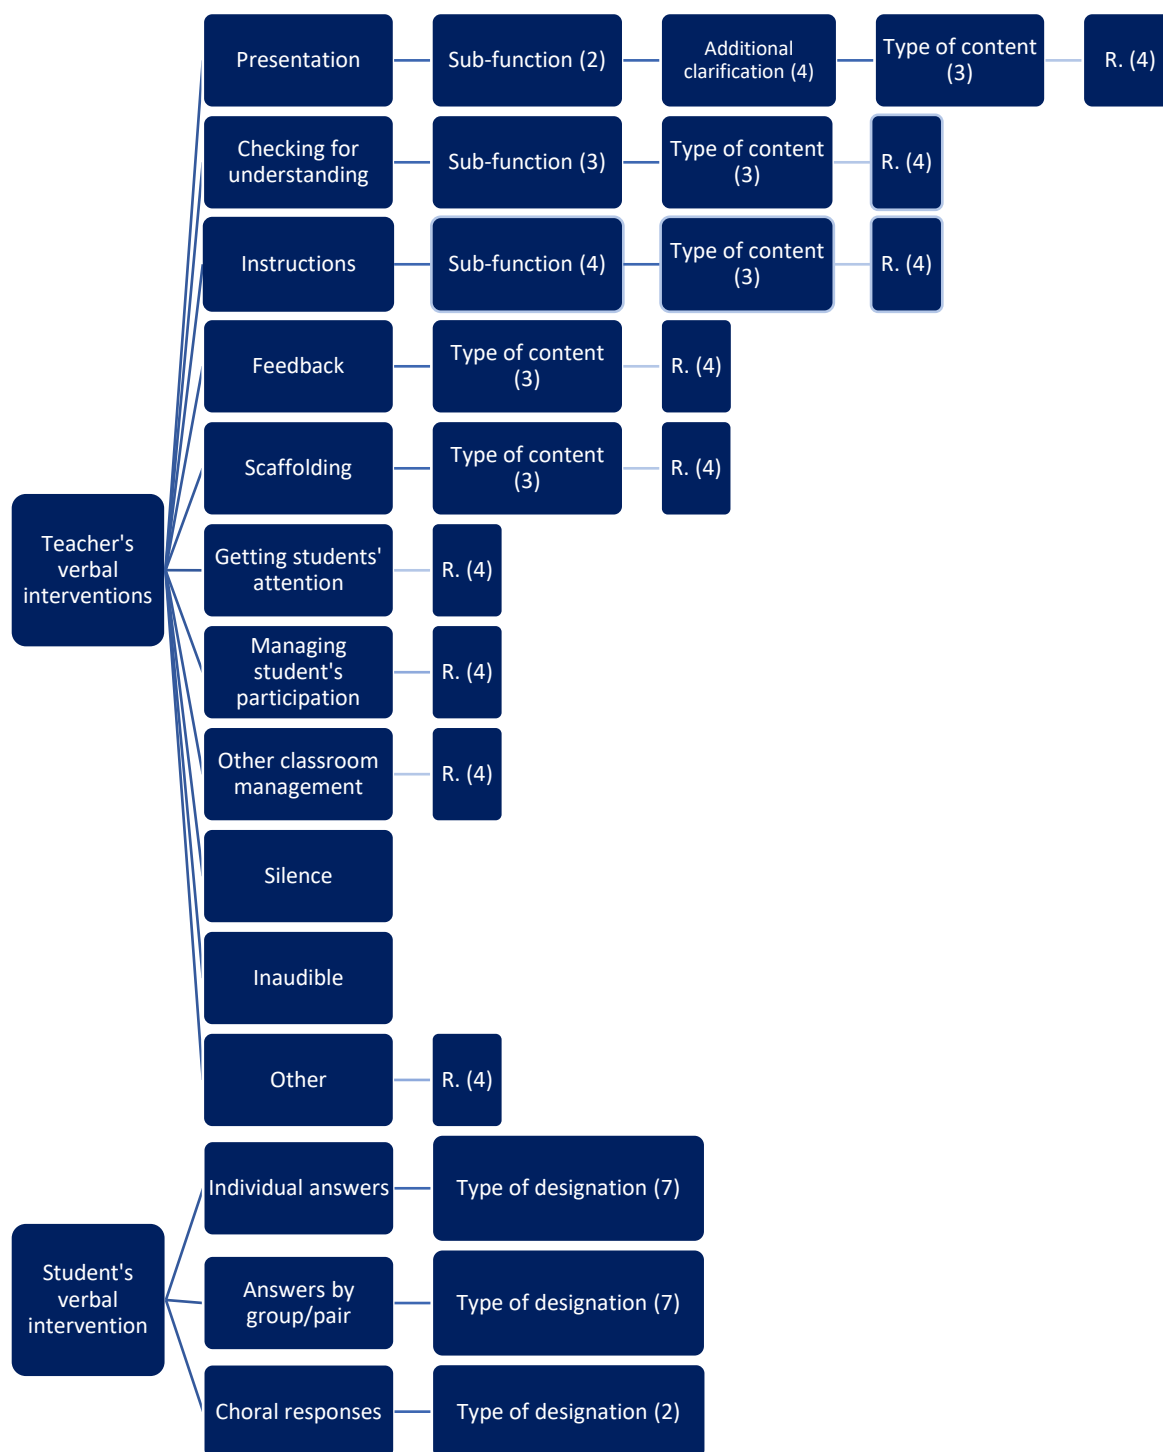 Presentation
Sub-function (2)
Additional
clarification (4)
Type of content
(3)
R. (4)
Checking for
understanding
Sub-function (3)
Type of content
(3)
R. (4)
Instructions
Sub-function (4)
Type of content
(3)
R. (4)
Feedback
Type of content
(3)
R. (4)
Scaffolding
Type of content
(3)
R. (4)
Teacher's
verbal
interventions
Getting students'
attention
R. (4)
Managing
student's
participation
R. (4)
Other classroom
management
R. (4)
Silence
Inaudible
Other
R. (4)
Individual answers
Type of designation (7)
Student's
verbal
intervention
Answers by
group/pair
Type of designation (7)
Choral responses
Type of designation (2)